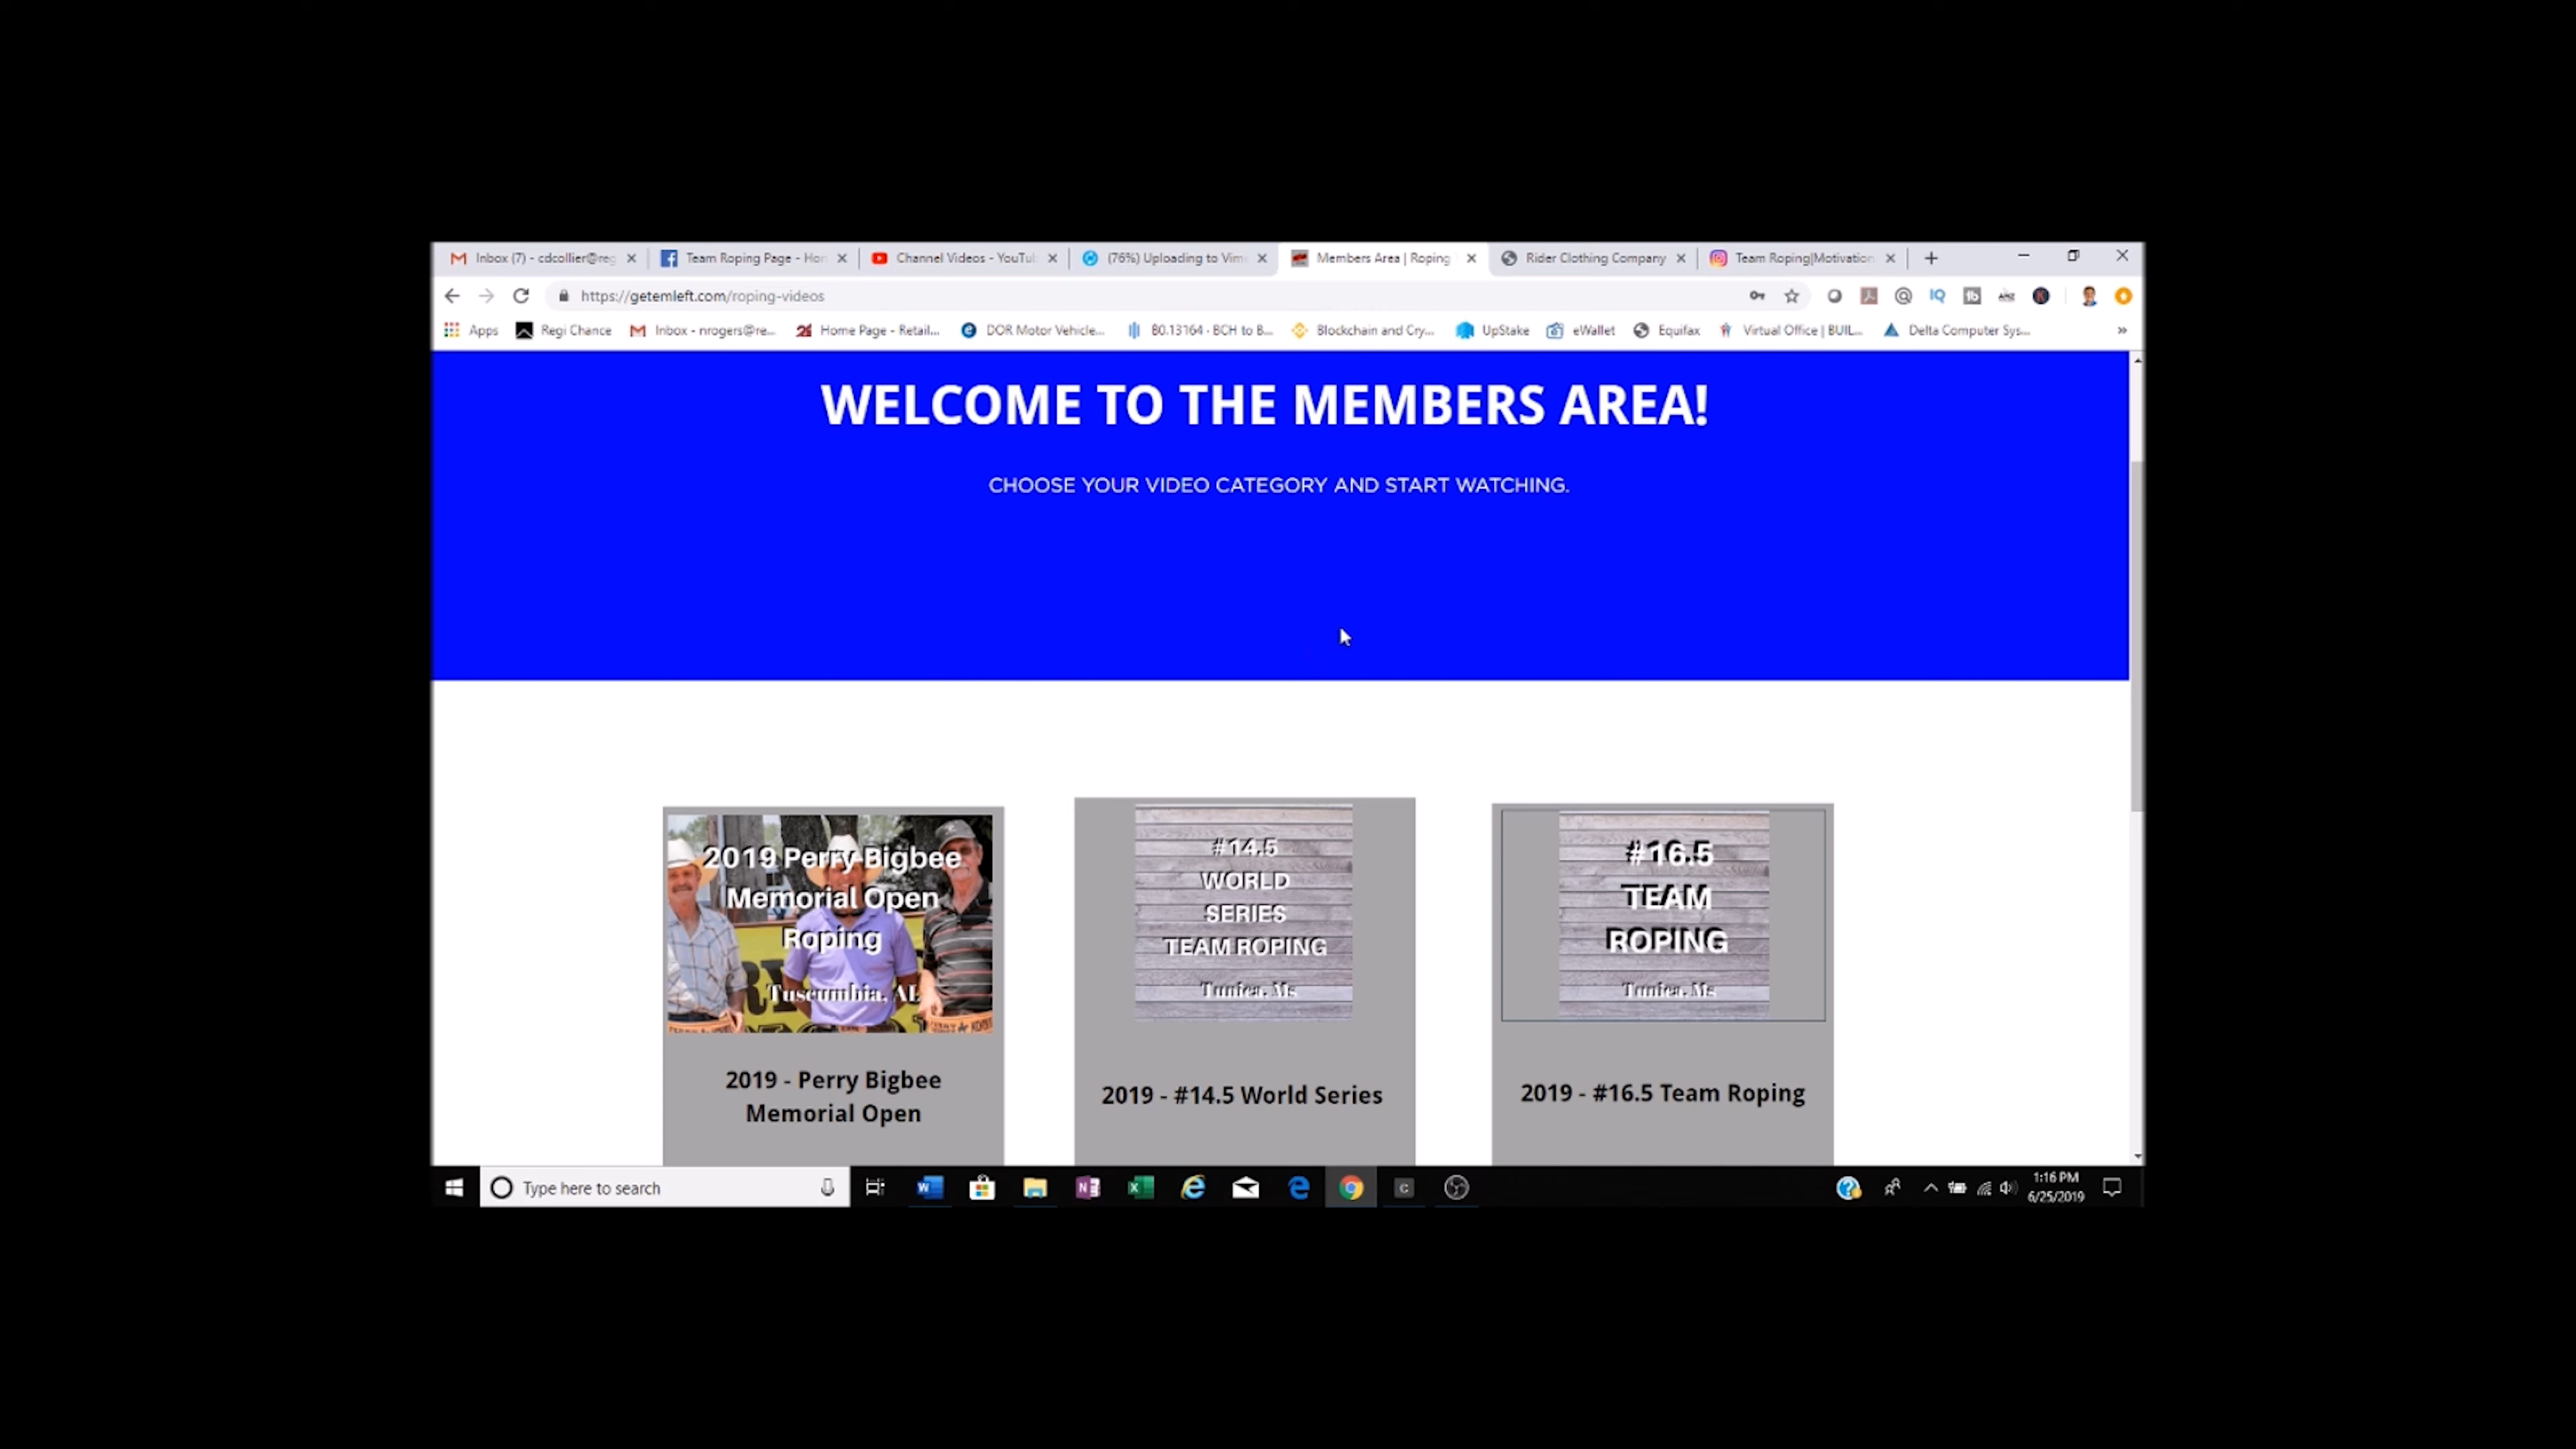 Inbox (7) - cdcollier@reg
Team Roping Page - Hom
Channel Videos - YouTub
(76%) Uploading to Vime
Members Area | Roping
Rider Clothing Company
Team Roping|Motivation
https://getemleft.com/roping-videos
Apps
Regi Chance
Inbox - nrogers@re...
Home Page - Retail...
DOR Motor Vehicle...
B0.13164 - BCH to B...
Blockchain and Cry...
UpStake
eWallet
Equifax
Virtual Office | BUIL...
Delta Computer Sys...
WELCOME TO THE MEMBERS AREA!
CHOOSE YOUR VIDEO CATEGORY AND START WATCHING.
2019 Perry Bigbee
Memorial Open
Roping
Tuscumbia, AL
2019 - Perry Bigbee
Memorial Open
#14.5
WORLD
SERIES
TEAM ROPING
Tunica, Ms
2019 - #14.5 World Series
#16.5
TEAM
ROPING
Tunica, Ms
2019 - #16.5 Team Roping
Type here to search
1:16 PM
6/25/2019